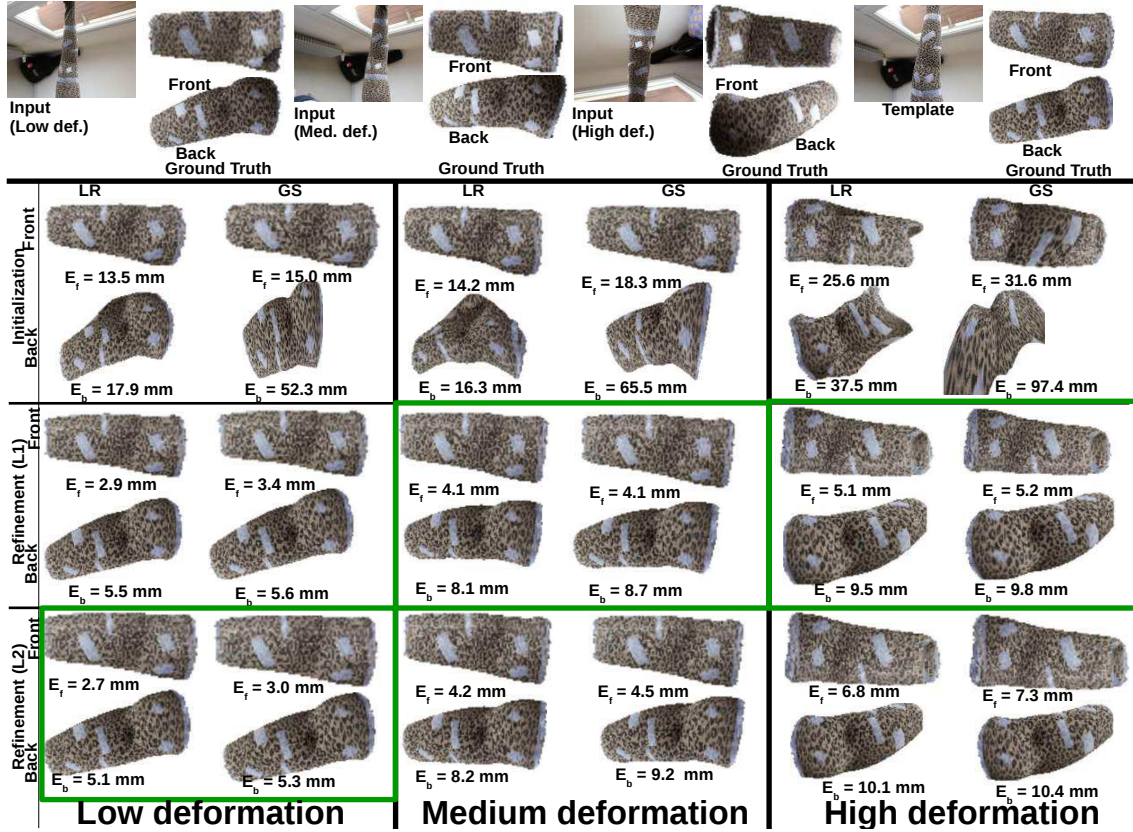 Front
Back
Input
(Low def.)
Ground Truth
Front
Back
Input
(Med. def.)
Ground Truth
Front
Back
Input
(High def.)
Ground Truth
Template
Front
Back
Ground Truth
LR
GS
LR
GS
LR
GS
Initialization
Front
E_f = 13.5 mm
E_f = 15.0 mm
E_f = 14.2 mm
E_f = 18.3 mm
E_f = 25.6 mm
E_f = 31.6 mm
Back
E_b = 17.9 mm
E_b = 52.3 mm
E_b = 16.3 mm
E_b = 65.5 mm
E_b = 37.5 mm
E_b = 97.4 mm
Refinement (L1)
Front
E_f = 2.9 mm
E_f = 3.4 mm
E_f = 4.1 mm
E_f = 4.1 mm
E_f = 5.1 mm
E_f = 5.2 mm
Back
E_b = 5.5 mm
E_b = 5.6 mm
E_b = 8.1 mm
E_b = 8.7 mm
E_b = 9.5 mm
E_b = 9.8 mm
Refinement (L2)
Front
E_f = 2.7 mm
E_f = 3.0 mm
E_f = 4.2 mm
E_f = 4.5 mm
E_f = 6.8 mm
E_f = 7.3 mm
Back
E_b = 5.1 mm
E_b = 5.3 mm
E_b = 8.2 mm
E_b = 9.2 mm
E_b = 10.1 mm
E_b = 10.4 mm
Low deformation
Medium deformation
High deformation